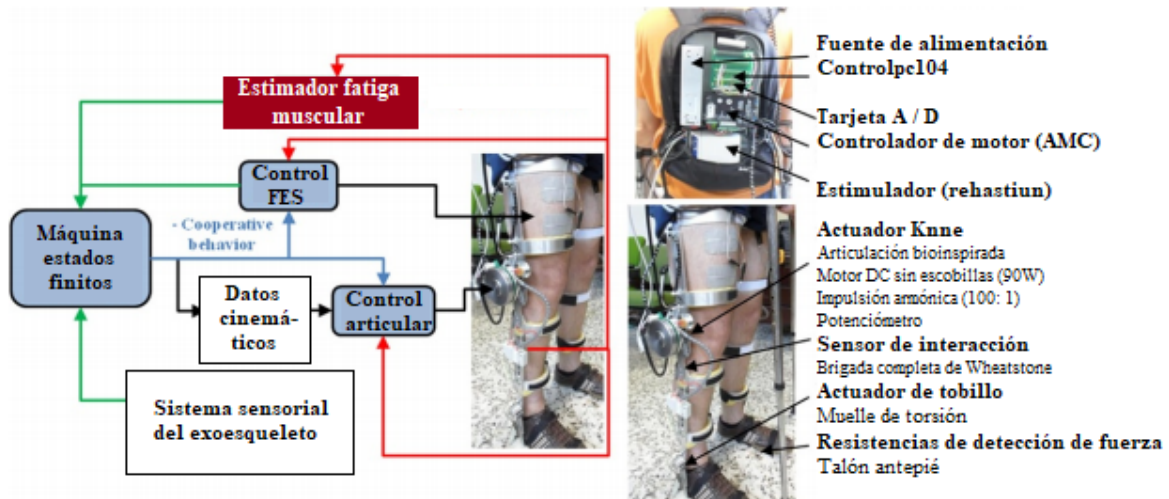 Estimador fatiga
muscular
Control
FES
- Cooperative
behavior
Máquina
estados
finitos
Datos
cinemá-
ticos
Control
articular
Sistema sensorial
del exoesqueleto
Fuente de alimentación
Controlpc104
Tarjeta A / D
Controlador de motor (AMC)
Estimulador (rehastiun)
Actuador Knne
Articulación bioinspirada
Motor DC sin escobillas (90W)
Impulsión armónica (100: 1)
Potenciómetro
Sensor de interacción
Brigada completa de Wheatstone
Actuador de tobillo
Muelle de torsión
Resistencias de detección de fuerza
Talón antepié